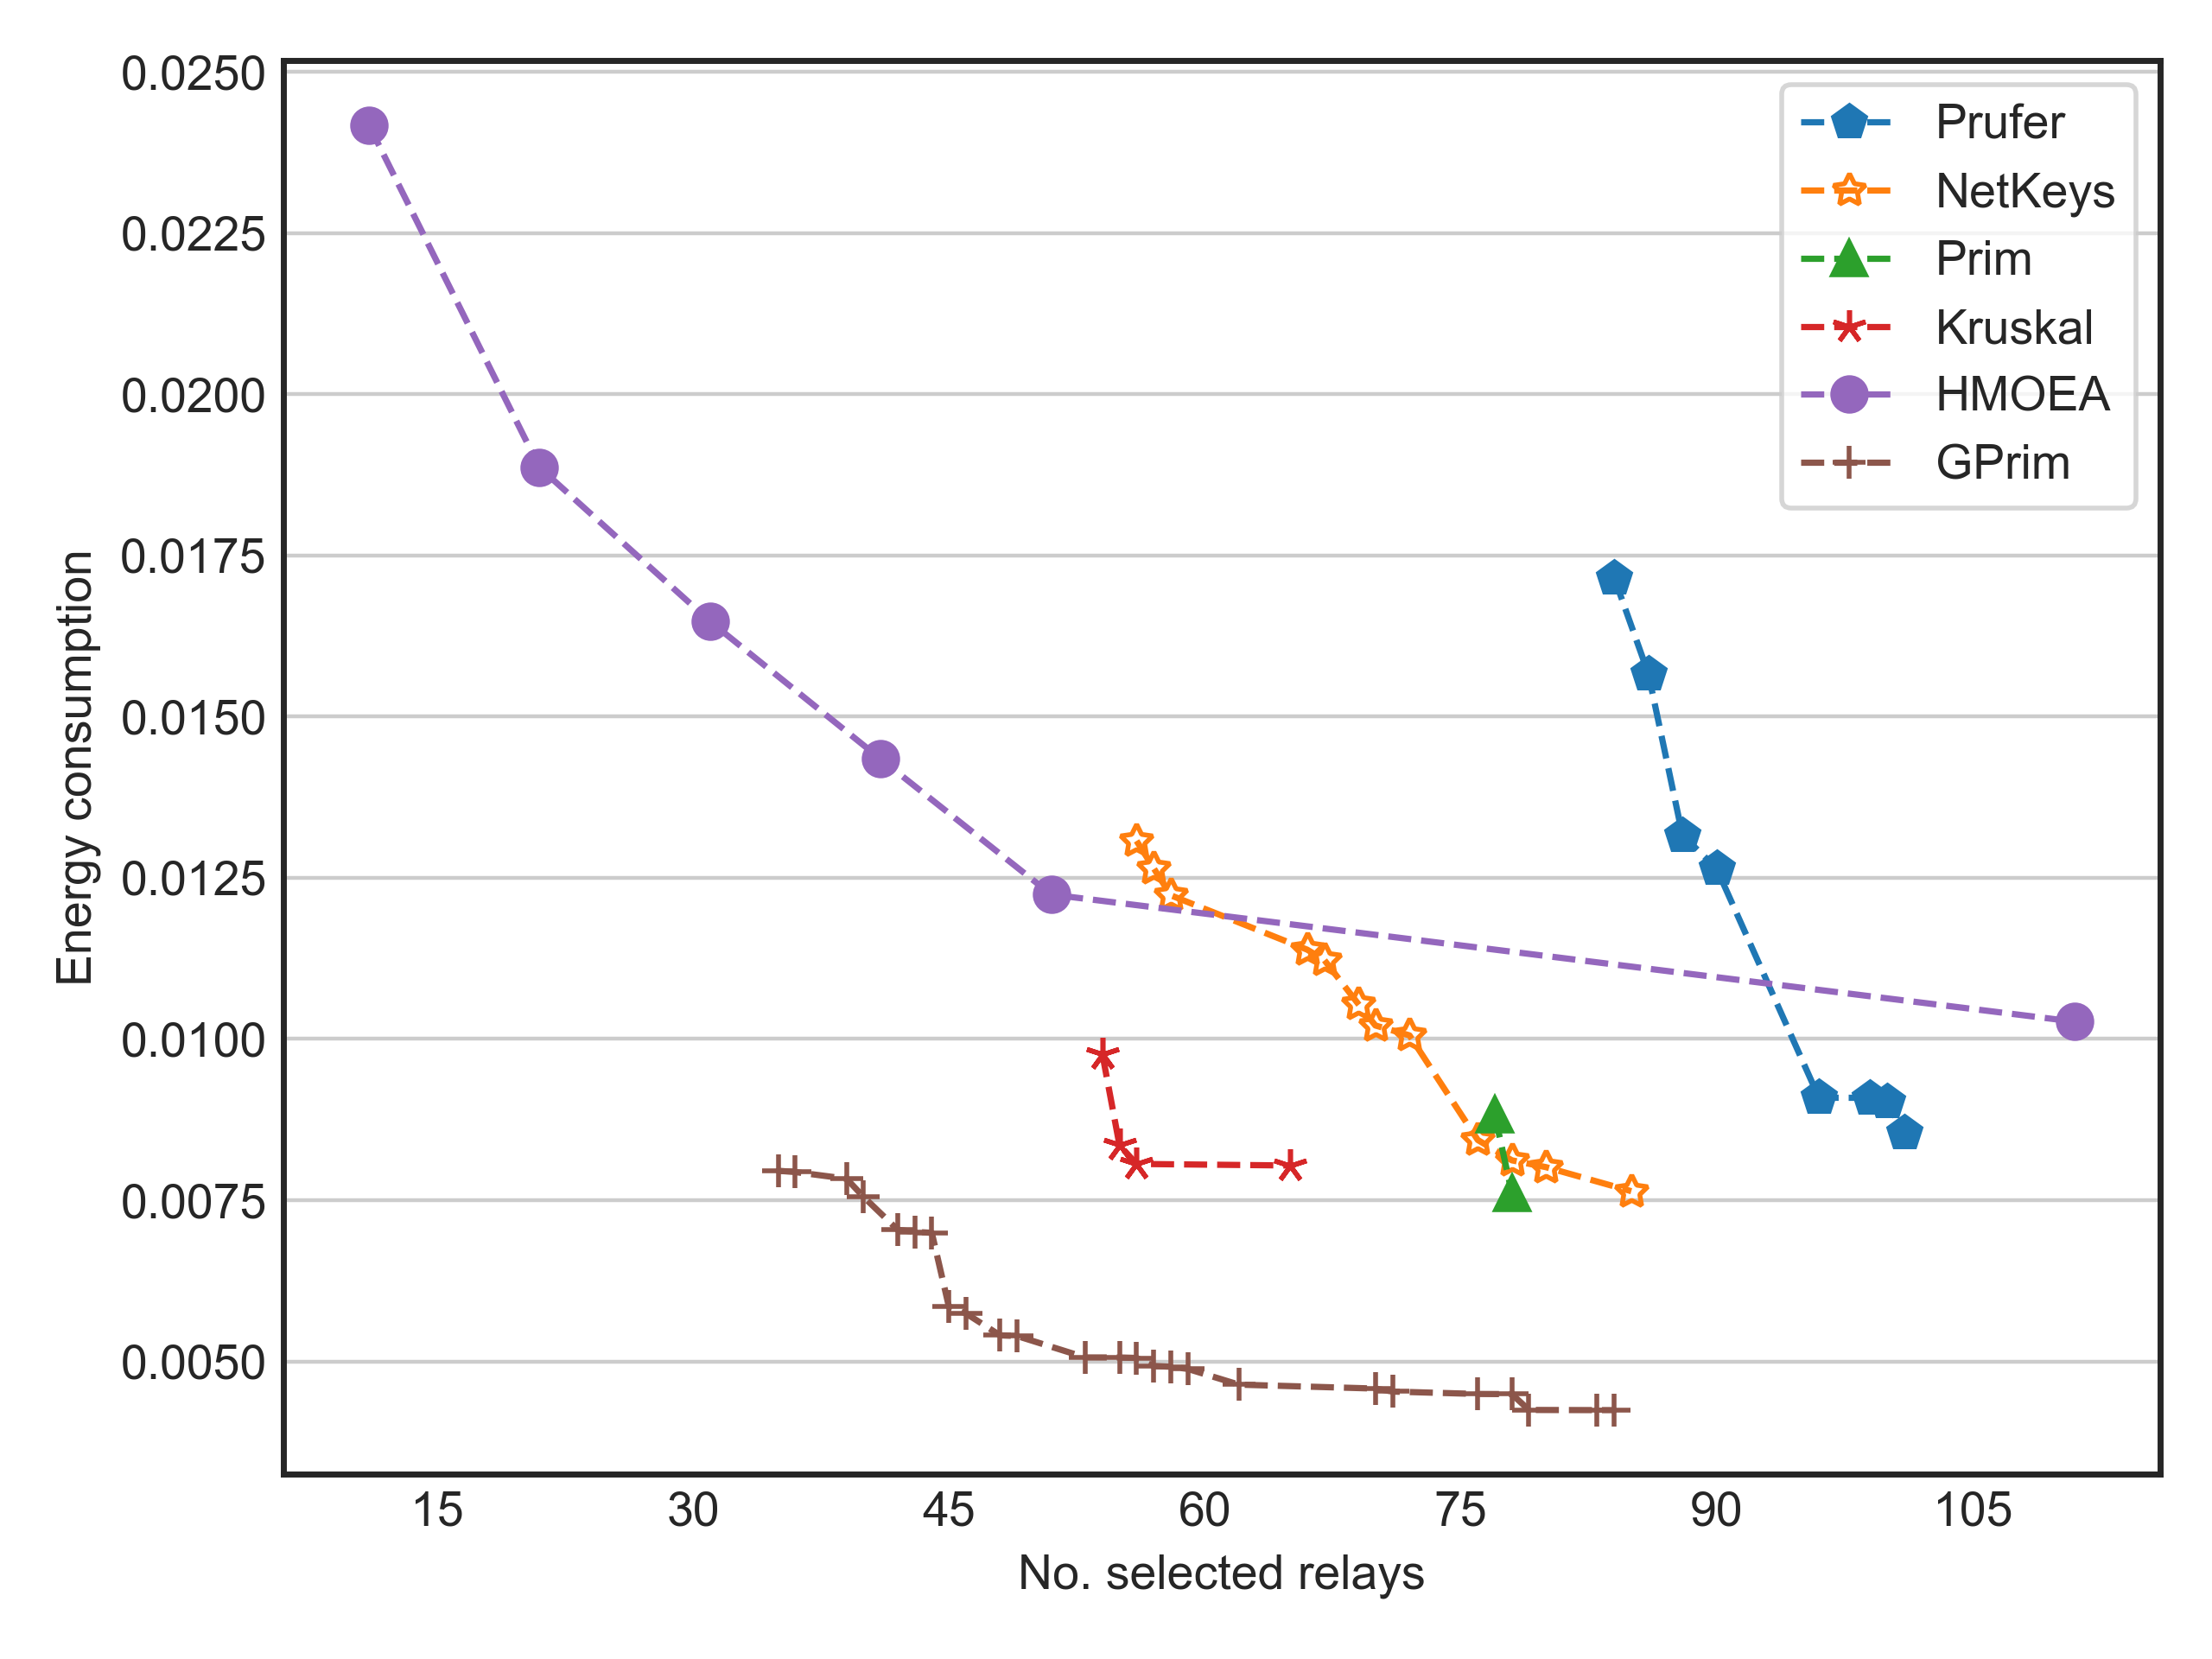 0.0250
0.0225
0.0200
0.0175
0.0150
0.0125
0.0100
0.0075
0.0050
Energy consumption
15 30 45 60 75 90 105
No. selected relays
Prufer
NetKeys
Prim
Kruskal
HMOEA
GPrim